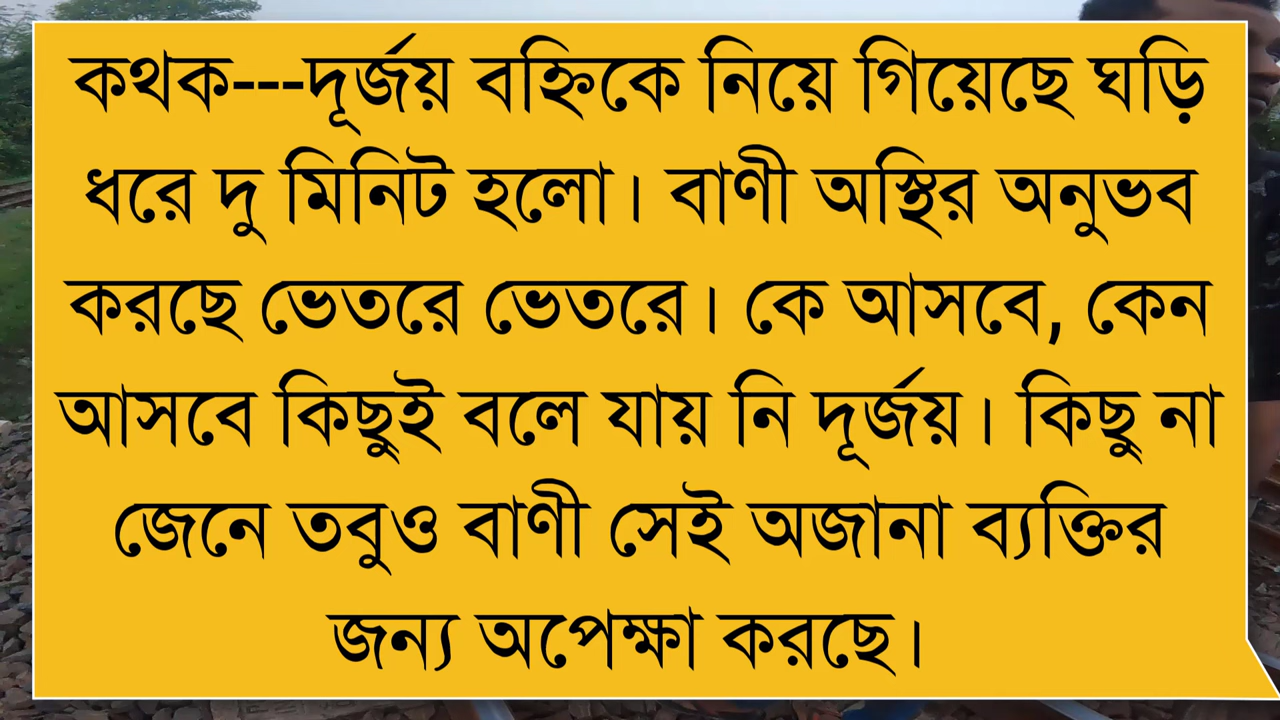 কথক---দূর্জয় বহ্নিকে নিয়ে গিয়েছে ঘড়ি
ধরে দু মিনিট হলো। বাণী অস্থির অনুভব
করছে ভেতরে ভেতরে। কে আসবে, কেন
আসবে কিছুই বলে যায় নি দূর্জয়। কিছু না
জেনে তবুও বাণী সেই অজানা ব্যক্তির
জন্য অপেক্ষা করছে।